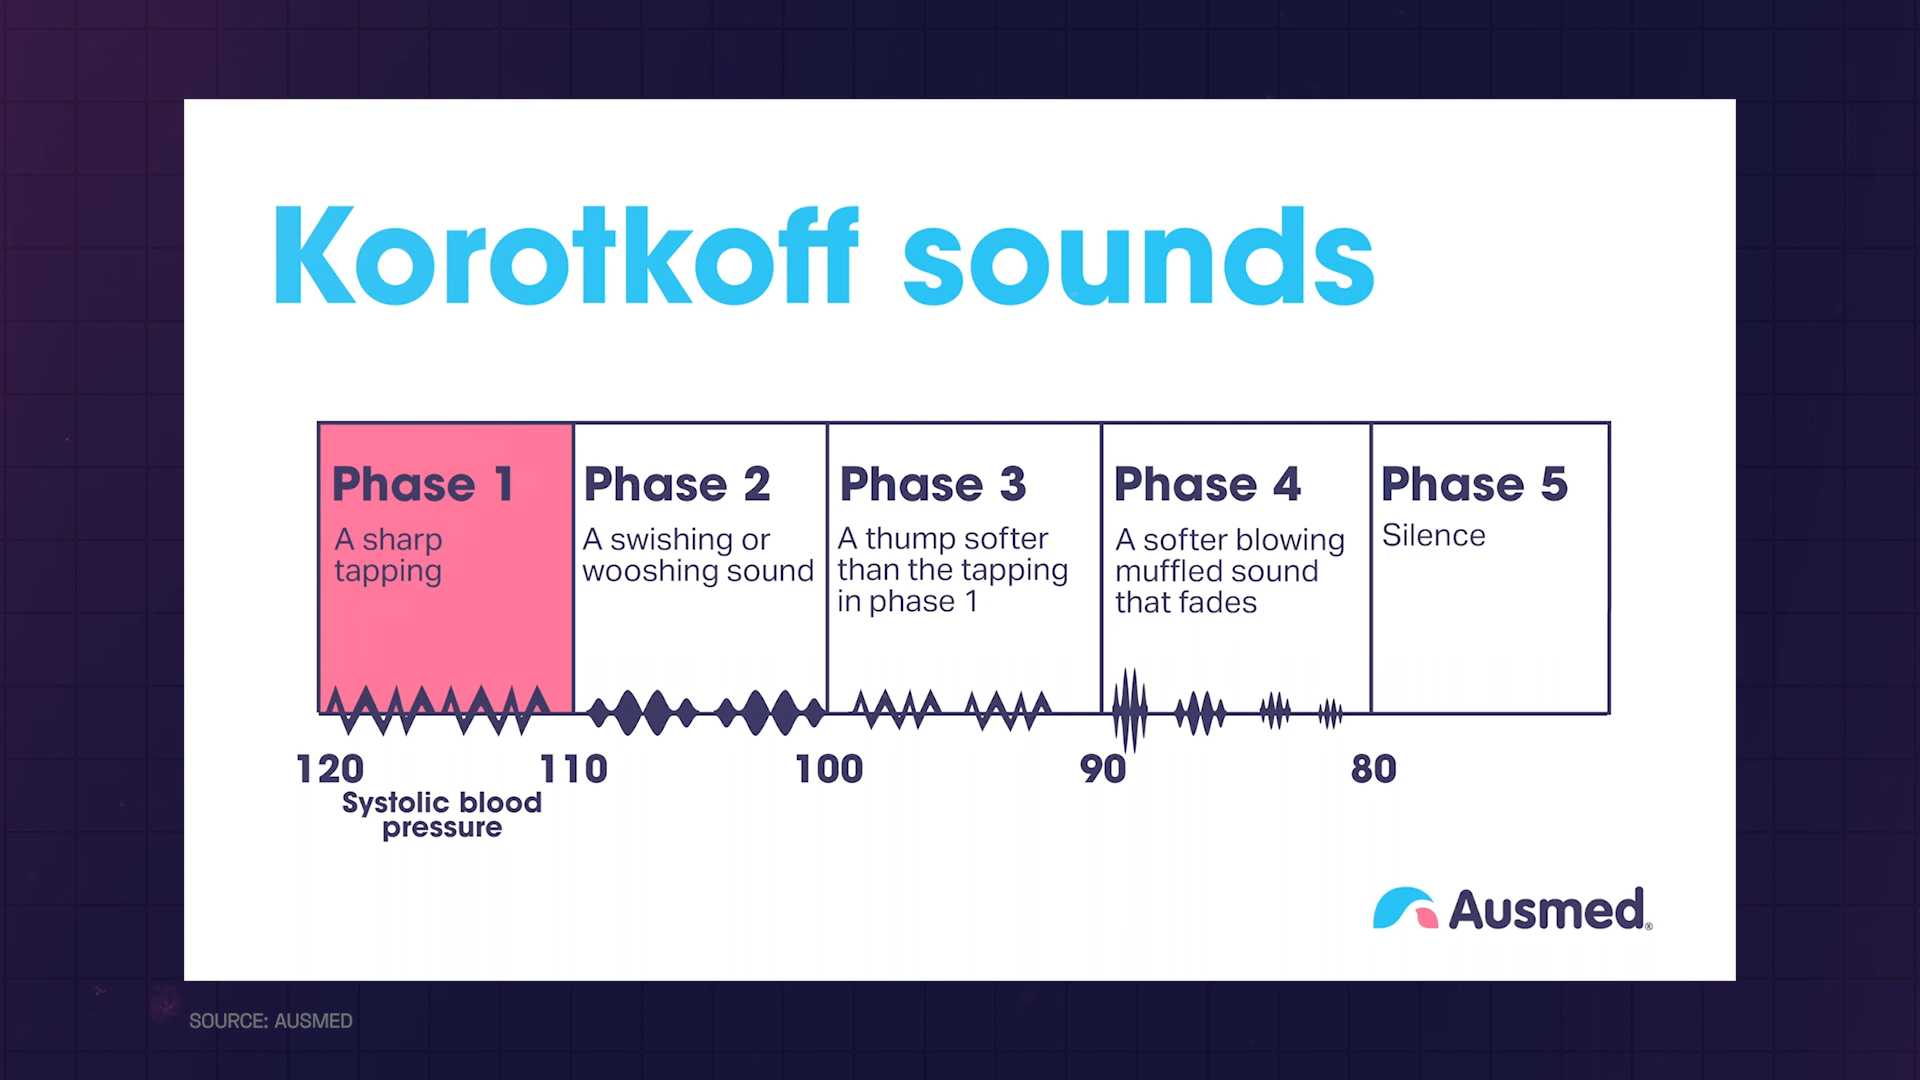 Korotkoff sounds
Phase 1
A sharp
tapping
Phase 2
A swishing or
wooshing sound
Phase 3
A thump softer
than the tapping
in phase 1
Phase 4
A softer blowing
muffled sound
that fades
Phase 5
Silence
120 110 100 90 80
Systolic blood
pressure
Ausmed®
SOURCE: AUSMED